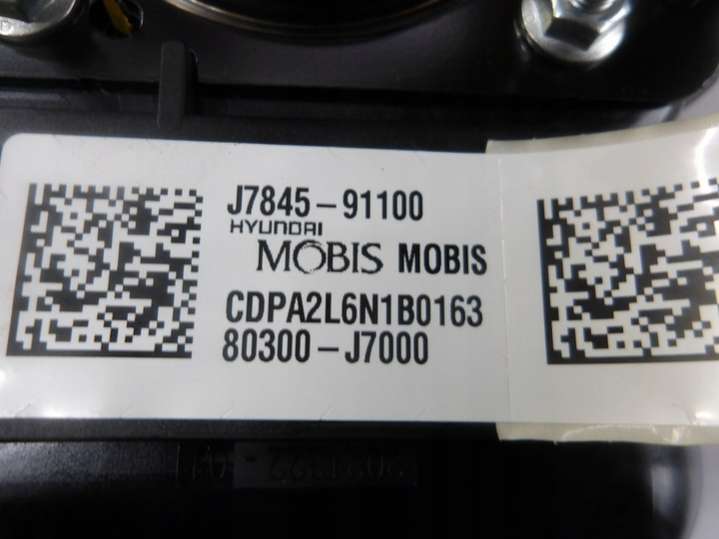 J7845-91100
HYUNDAI
MOBIS MOBIS
CDPA2L6N1B0163
80300-J7000